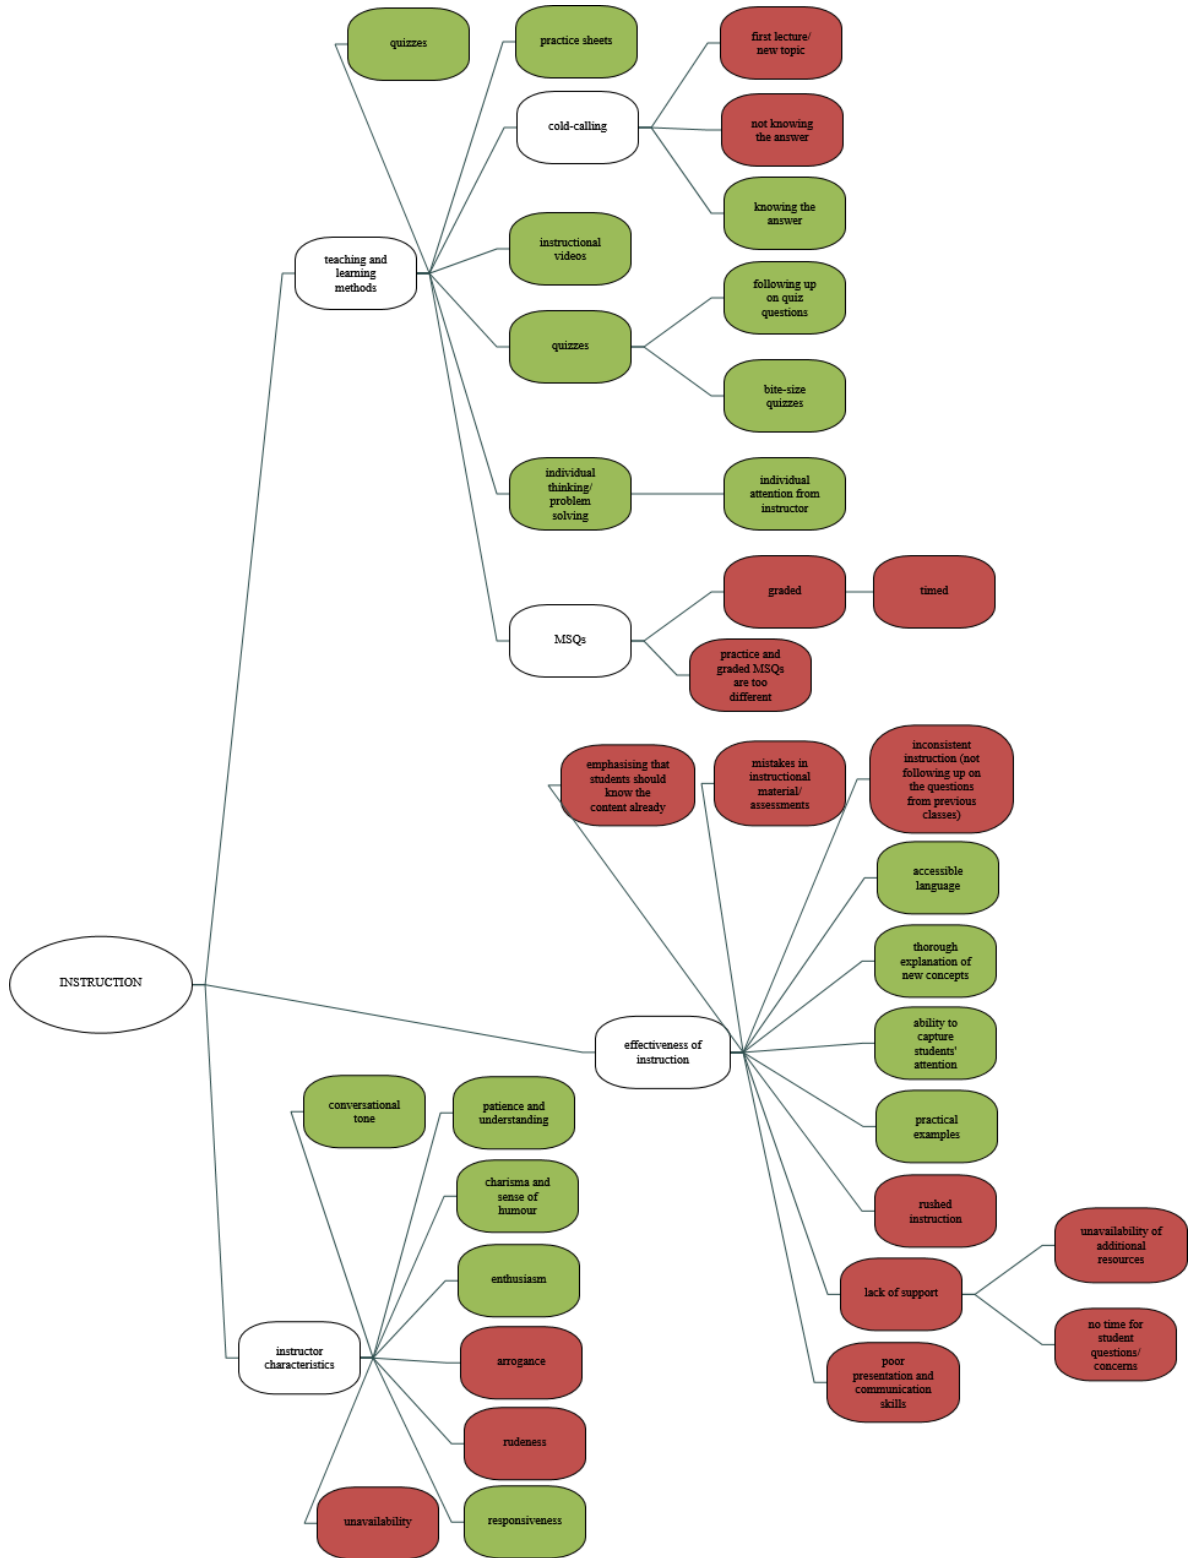 quizzes
practice sheets
first lecture/
new topic
cold-calling
not knowing
the answer
knowing the
answer
teaching and
learning
methods
instructional
videos
following up
on quiz
questions
quizzes
bite-size
quizzes
individual
thinking/
problem
solving
individual
attention from
instructor
graded
timed
MSQs
practice and
graded MSQs
are too
different
emphasising that
students should
know the
content already
mistakes in
instructional
material/
assessments
inconsistent
instruction (not
following up on
the questions
from previous
classes)
accessible
language
thorough
explanation of
new concepts
INSTRUCTION
effectiveness of
instruction
ability to
capture
students'
attention
practical
examples
rushed
instruction
lack of support
unavailability of
additional
resources
no time for
student
questions/
concerns
poor
presentation and
communication
skills
conversational
tone
patience and
understanding
charisma and
sense of
humour
enthusiasm
instructor
characteristics
arrogance
rudeness
unavailability
responsiveness